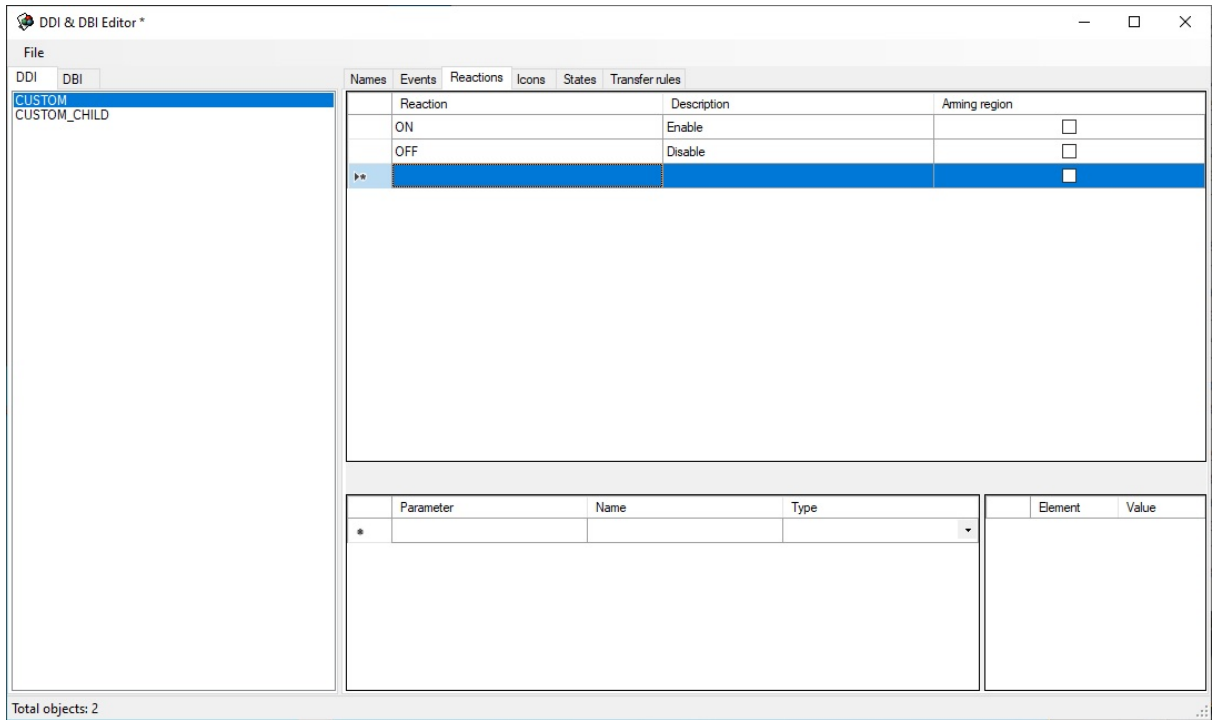 DDI & DBI Editor *
File
DDI DBI
CUSTOM
CUSTOM_CHILD
Names Events Reactions Icons States Transfer rules
Reaction Description Arming region
ON Enable
OFF Disable
Parameter Name Type
Element Value
Total objects: 2